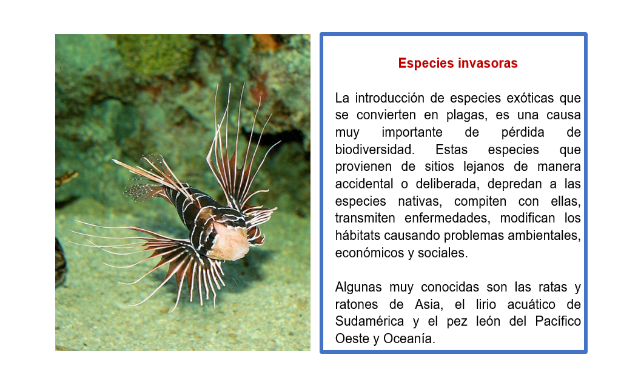 Especies invasoras
La introducción de especies exóticas que
se convierten en plagas, es una causa
muy importante de pérdida de
biodiversidad. Estas especies que
provienen de sitios lejanos de manera
accidental o deliberada, depredan a las
especies nativas, compiten con ellas,
transmiten enfermedades, modifican los
hábitats causando problemas ambientales,
económicos y sociales.
Algunas muy conocidas son las ratas y
ratones de Asia, el lirio acuático de
Sudamérica y el pez león del Pacífico
Oeste y Oceanía.